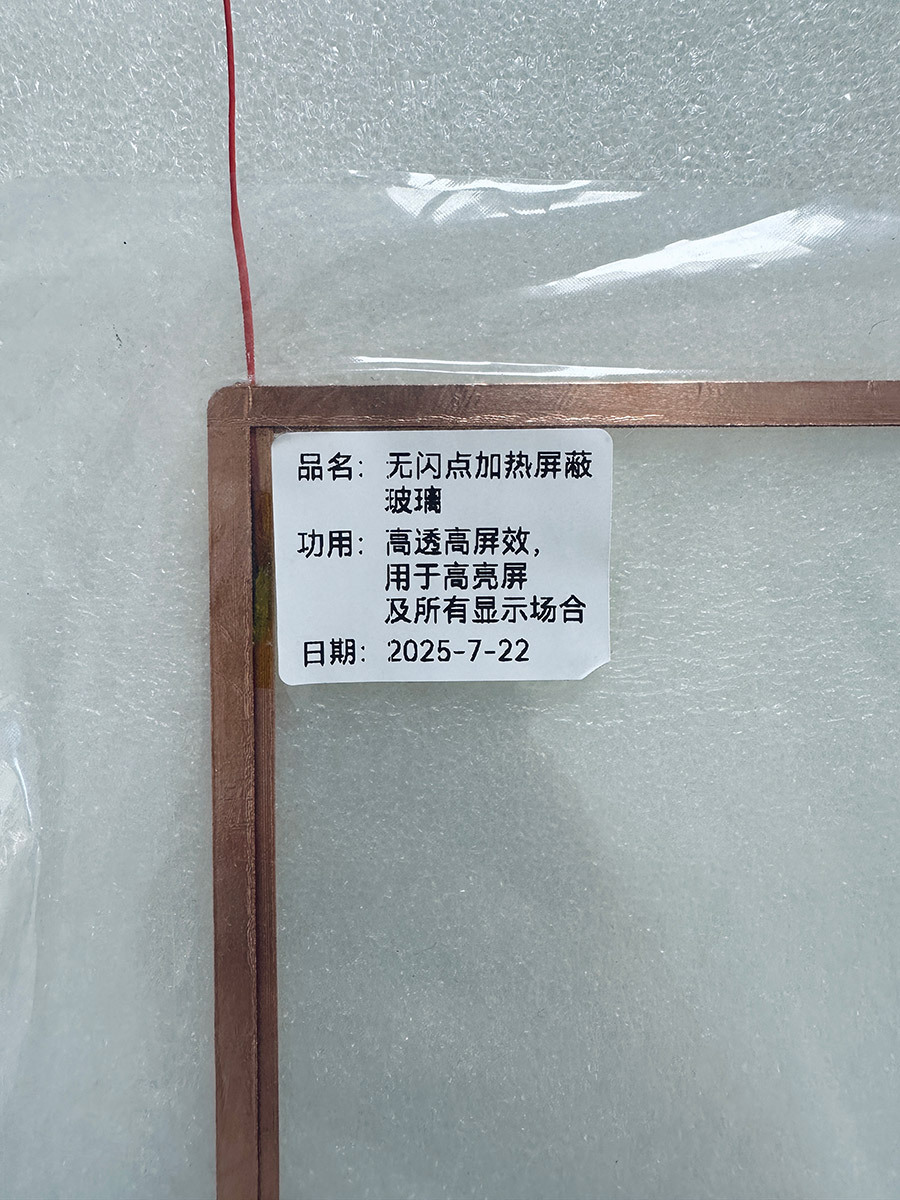 品名：无闪点加热屏蔽
玻璃
功用：高透高屏效，
用于高亮屏
及所有显示场合
日期：2025-7-22